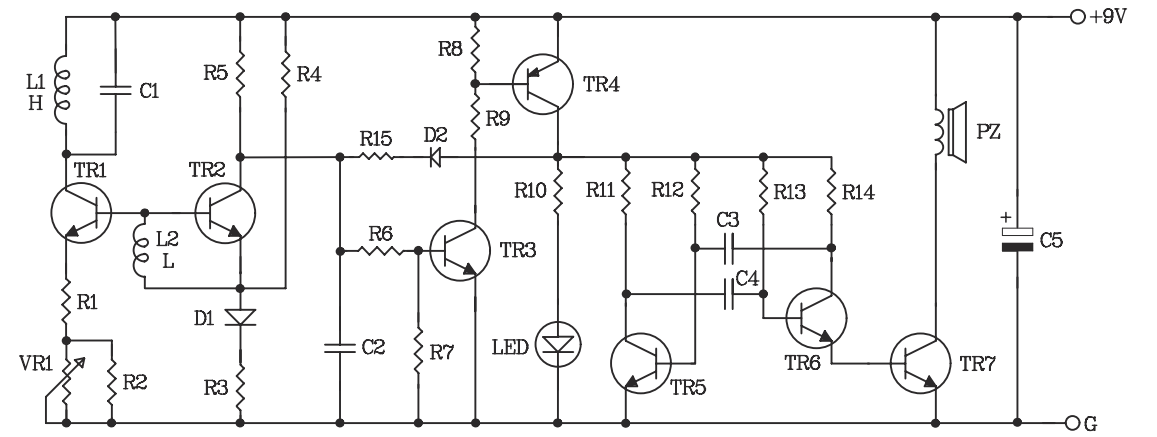 +9V
R8
L1
H
C1
R5
R4
TR4
R9
PZ
R15
D2
TR1
TR2
R10
R11
R12
R13
R14
L2
L
R6
TR3
C3
+
C5
C4
R1
D1
VR1
R2
R3
C2
R7
LED
TR5
TR6
TR7
G